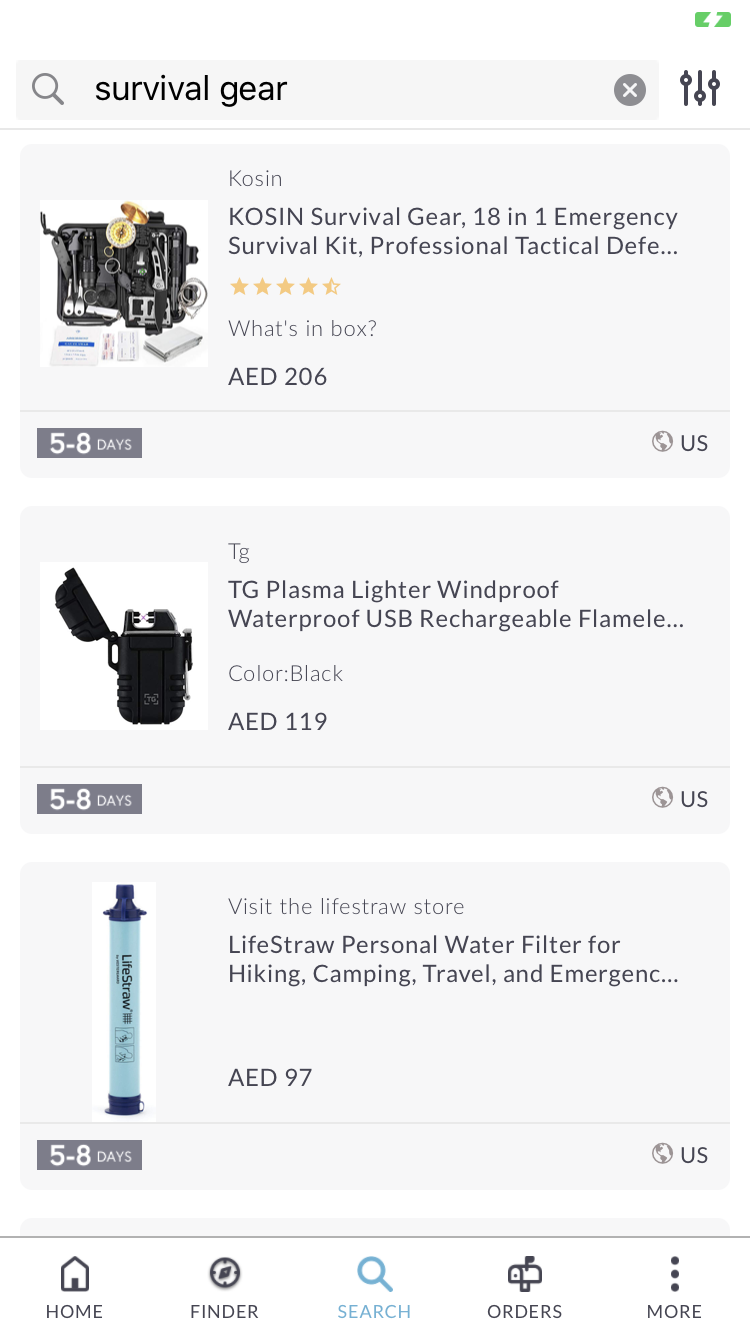 survival gear
Kosin
KOSIN Survival Gear, 18 in 1 Emergency
Survival Kit, Professional Tactical Defe...
What's in box?
AED 206
5-8 DAYS
US
Tg
TG Plasma Lighter Windproof
Waterproof USB Rechargeable Flamele...
Color:Black
AED 119
TG
5-8 DAYS
US
Visit the lifestraw store
LifeStraw Personal Water Filter for
Hiking, Camping, Travel, and Emergenc...
LifeStraw
AED 97
5-8 DAYS
US
HOME
FINDER
SEARCH
ORDERS
MORE